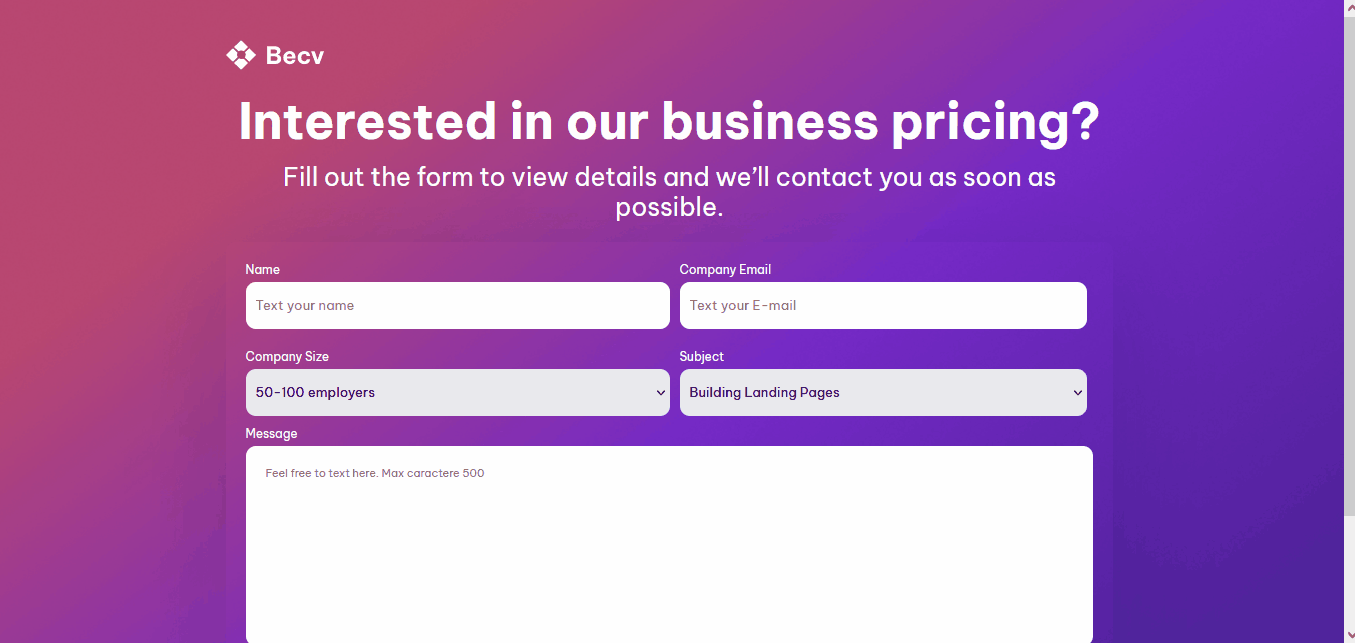 Becv
Interested in our business pricing?
Fill out the form to view details and we’ll contact you as soon as
possible.
Name
Company Email
Text your name
Text your E-mail
Company Size
Subject
50-100 employers
Building Landing Pages
Message
Feel free to text here. Max caractere 500